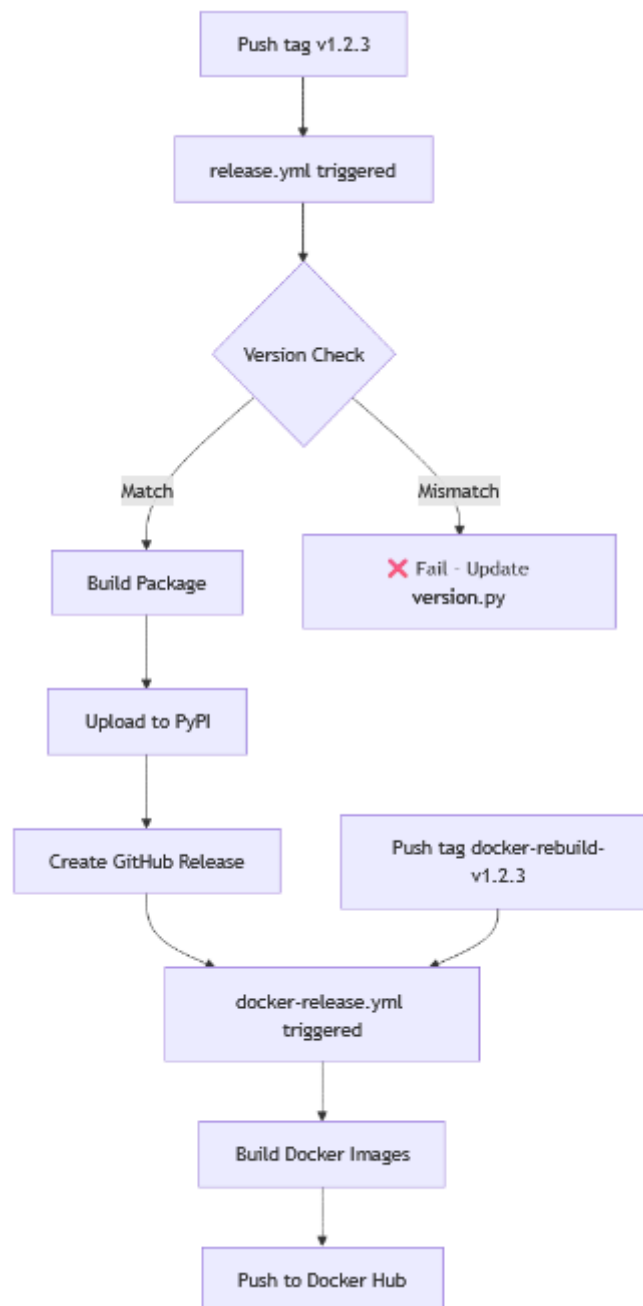 Push tag v1.2.3
release.yml triggered
Version Check
Match
Mismatch
Build Package
❌ Fail - Update
version.py
Upload to PyPI
Create GitHub Release
Push tag docker-rebuild-
v1.2.3
docker-release.yml
triggered
Build Docker Images
Push to Docker Hub